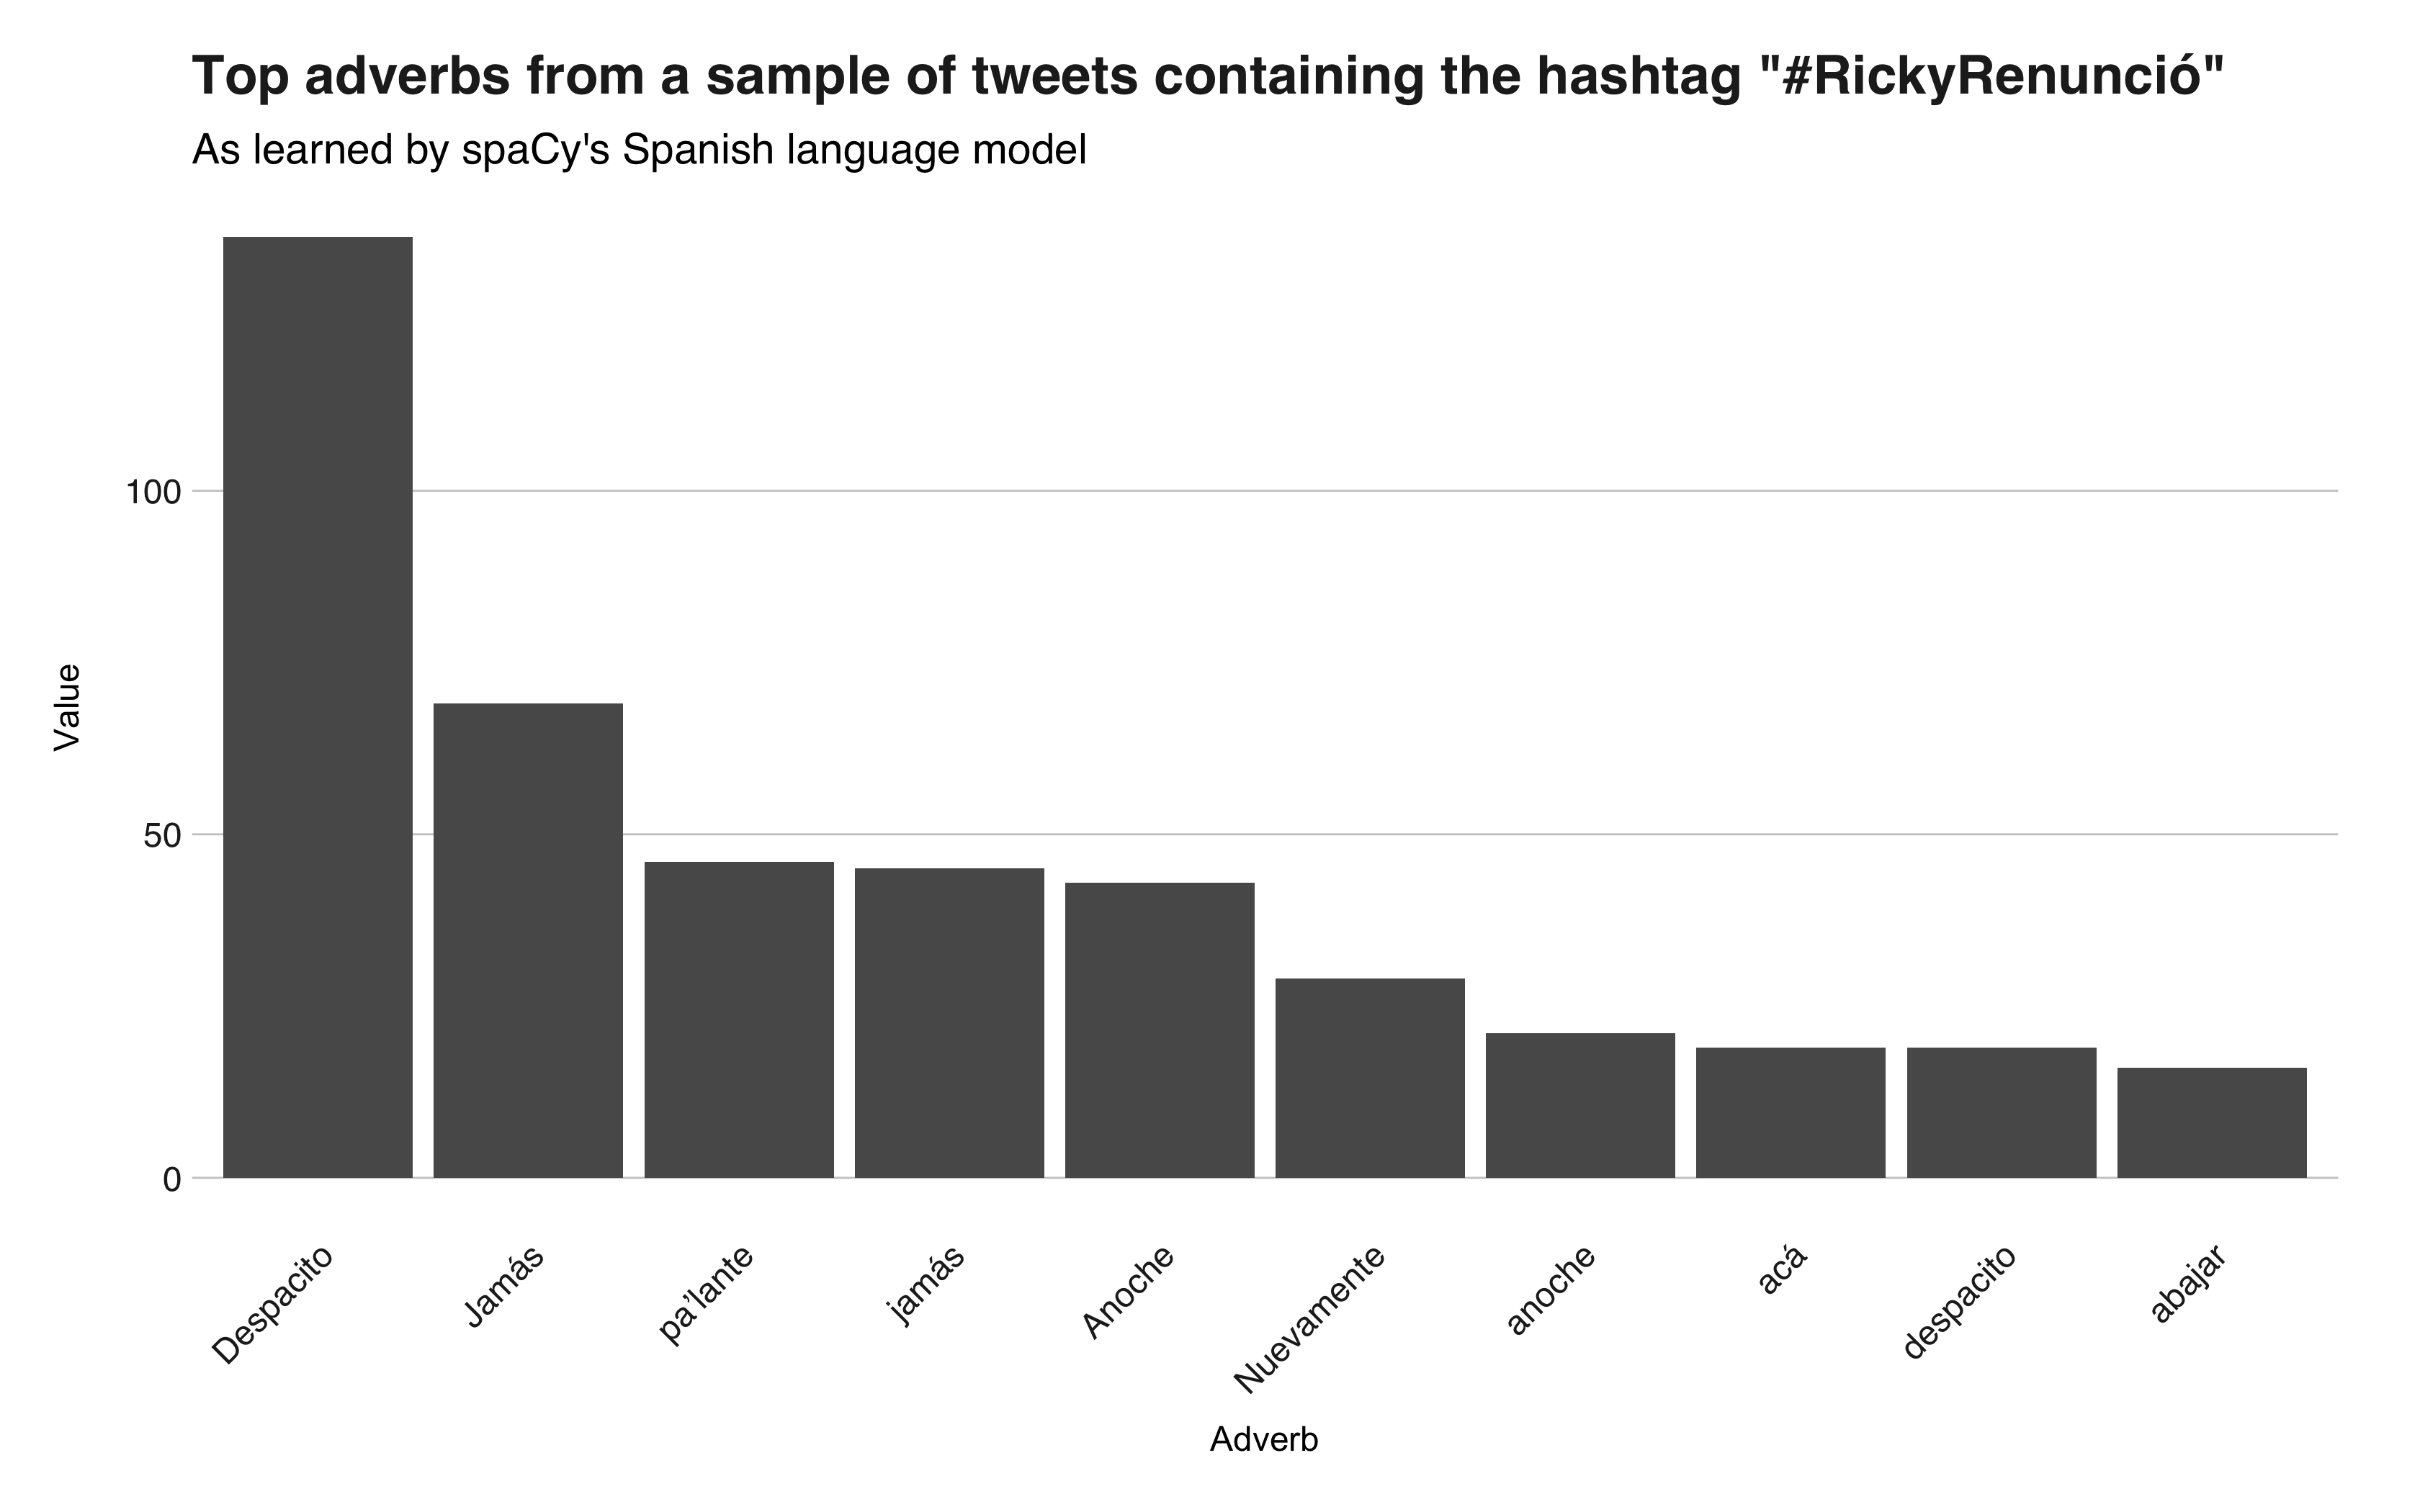 Top adverbs from a sample of tweets containing the hashtag "#RickyRenunció"
As learned by spaCy's Spanish language model
Value
100
50
0
Despacito
Jamás
pa’lante
jamás
Anoche
Nuevamente
anoche
acá
despacito
abajar
Adverb